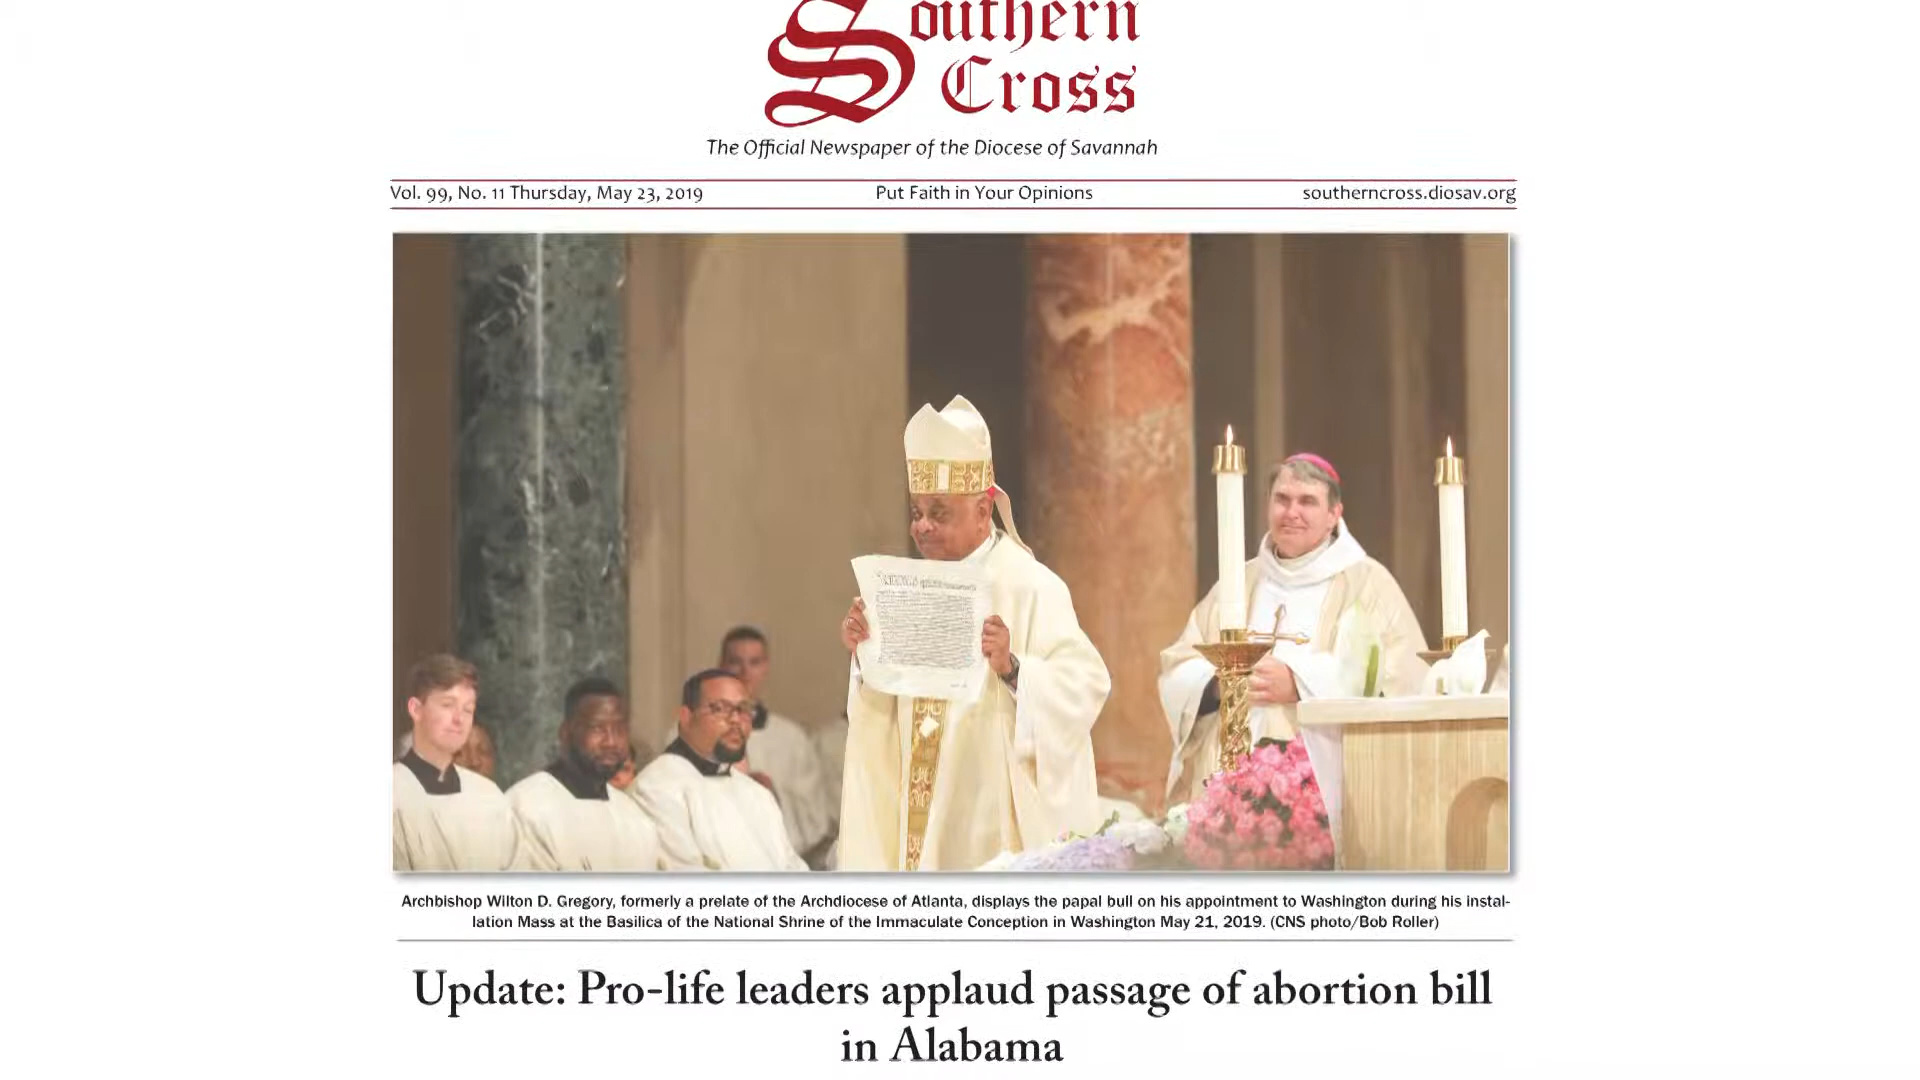 Southern
Cross
The Official Newspaper of the Diocese of Savannah
Vol. 99, No. 11 Thursday, May 23, 2019 Put Faith in Your Opinions southerncross.diosav.org
Archbishop Wilton D. Gregory, formerly a prelate of the Archdiocese of Atlanta, displays the papal bull on his appointment to Washington during his instal-
lation Mass at the Basilica of the National Shrine of the Immaculate Conception in Washington May 21, 2019. (CNS photo/Bob Roller)
Update: Pro-life leaders applaud passage of abortion bill
in Alabama